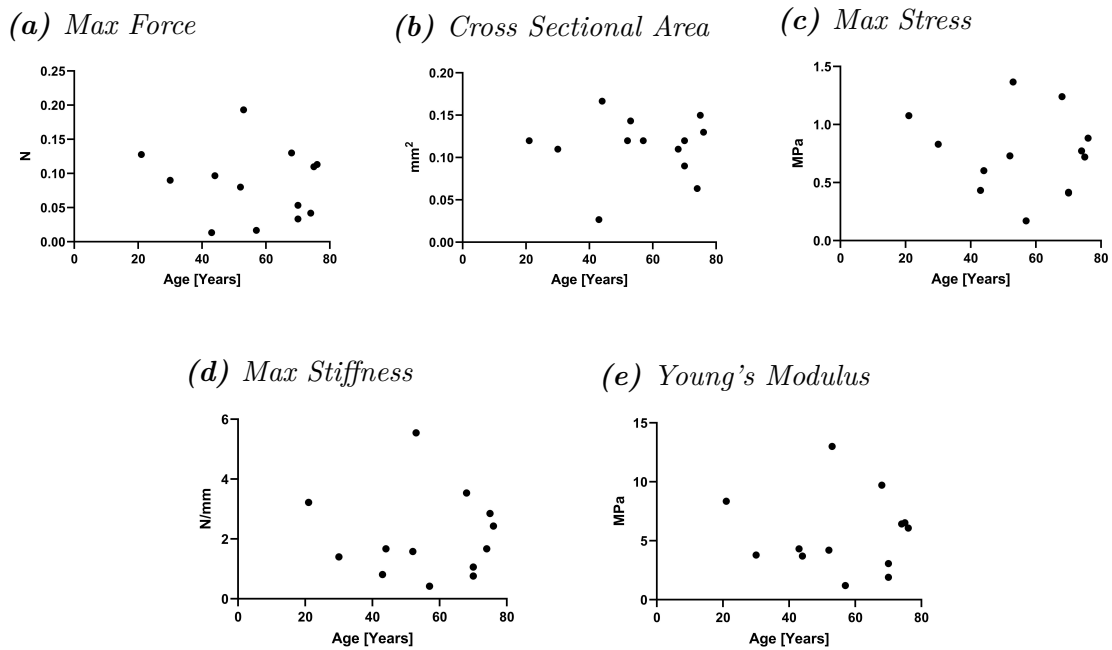 (a) Max Force
0.25
0.20
0.15
0.10
0.05
0.00
N
0 20 40 60 80
Age [Years]
(b) Cross Sectional Area
0.20
0.15
0.10
0.05
0.00
mm²
0 20 40 60 80
Age [Years]
(c) Max Stress
1.5
1.0
0.5
0.0
MPa
0 20 40 60 80
Age [Years]
(d) Max Stiffness
6
4
2
0
N/mm
0 20 40 60 80
Age [Years]
(e) Young's Modulus
15
10
5
0
MPa
0 20 40 60 80
Age [Years]